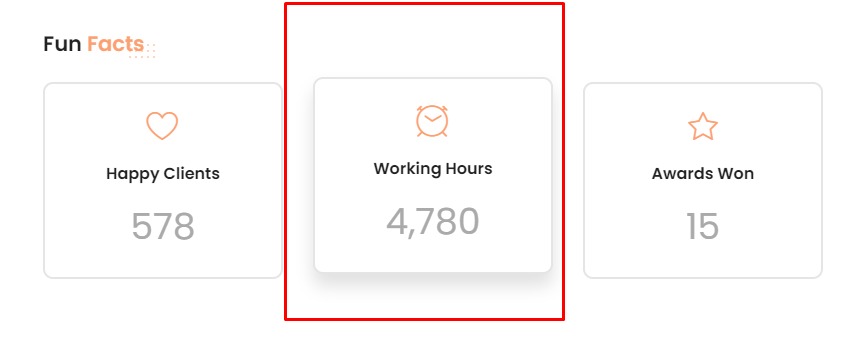 Fun Facts
Happy Clients
578
Working Hours
4,780
Awards Won
15